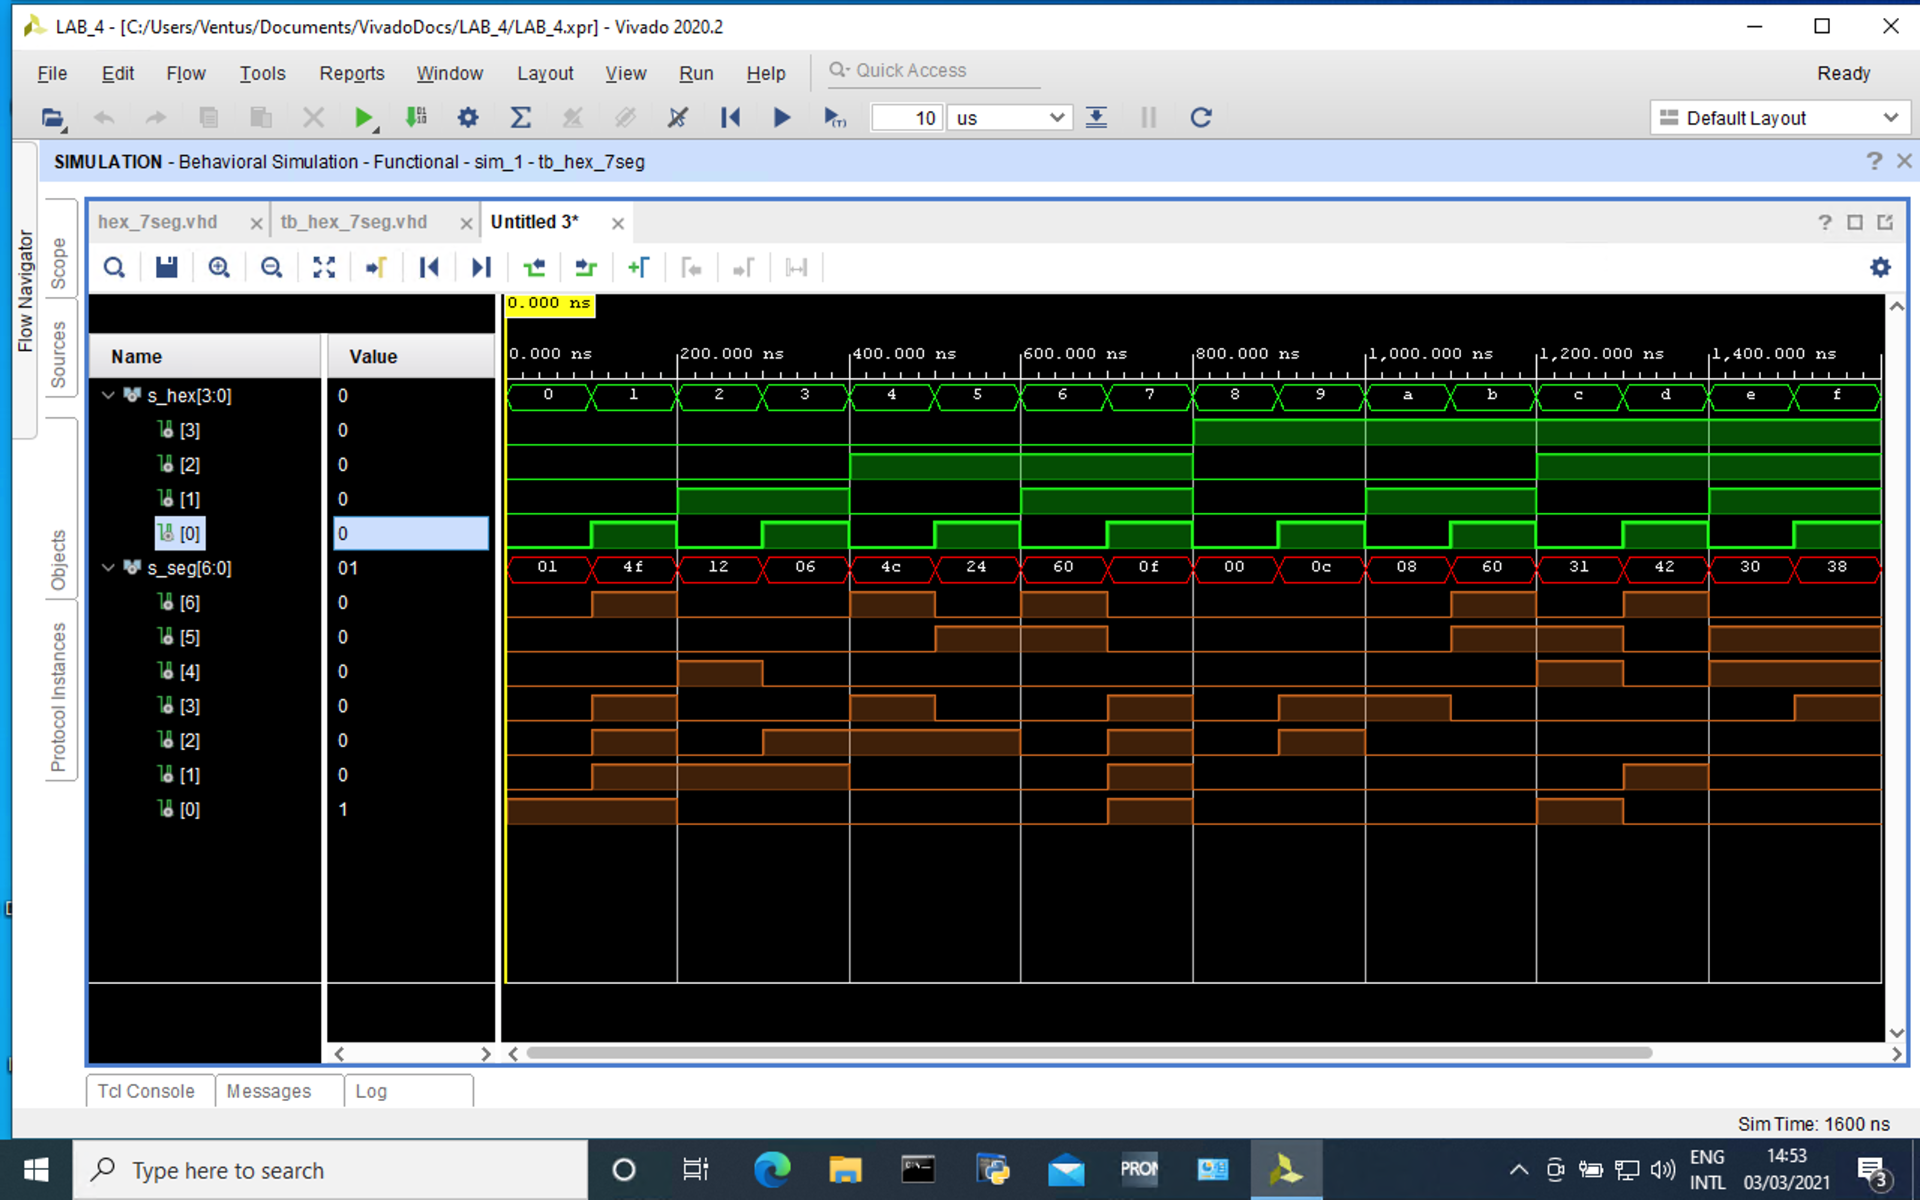 LAB_4 - [C:/Users/Ventus/Documents/VivadoDocs/LAB_4/LAB_4.xpr] - Vivado 2020.2
File Edit Flow Tools Reports Window Layout View Run Help Quick Access Ready
10 us Default Layout
SIMULATION - Behavioral Simulation - Functional - sim_1 - tb_hex_7seg
Flow Navigator
Scope
Sources
Objects
Protocol Instances
hex_7seg.vhd tb_hex_7seg.vhd Untitled 3*
0.000 ns
Name Value 0.000 ns 200.000 ns 400.000 ns 600.000 ns 800.000 ns 1,000.000 ns 1,200.000 ns 1,400.000 ns
s_hex[3:0] 0 0 1 2 3 4 5 6 7 8 9 a b c d e f
[3] 0
[2] 0
[1] 0
[0] 0
s_seg[6:0] 01 01 4f 12 06 4c 24 60 0f 00 0c 08 60 31 42 30 38
[6] 0
[5] 0
[4] 0
[3] 0
[2] 0
[1] 0
[0] 1
Tcl Console Messages Log
Sim Time: 1600 ns
Type here to search
PROM
ENG
INTL
14:53
03/03/2021
3